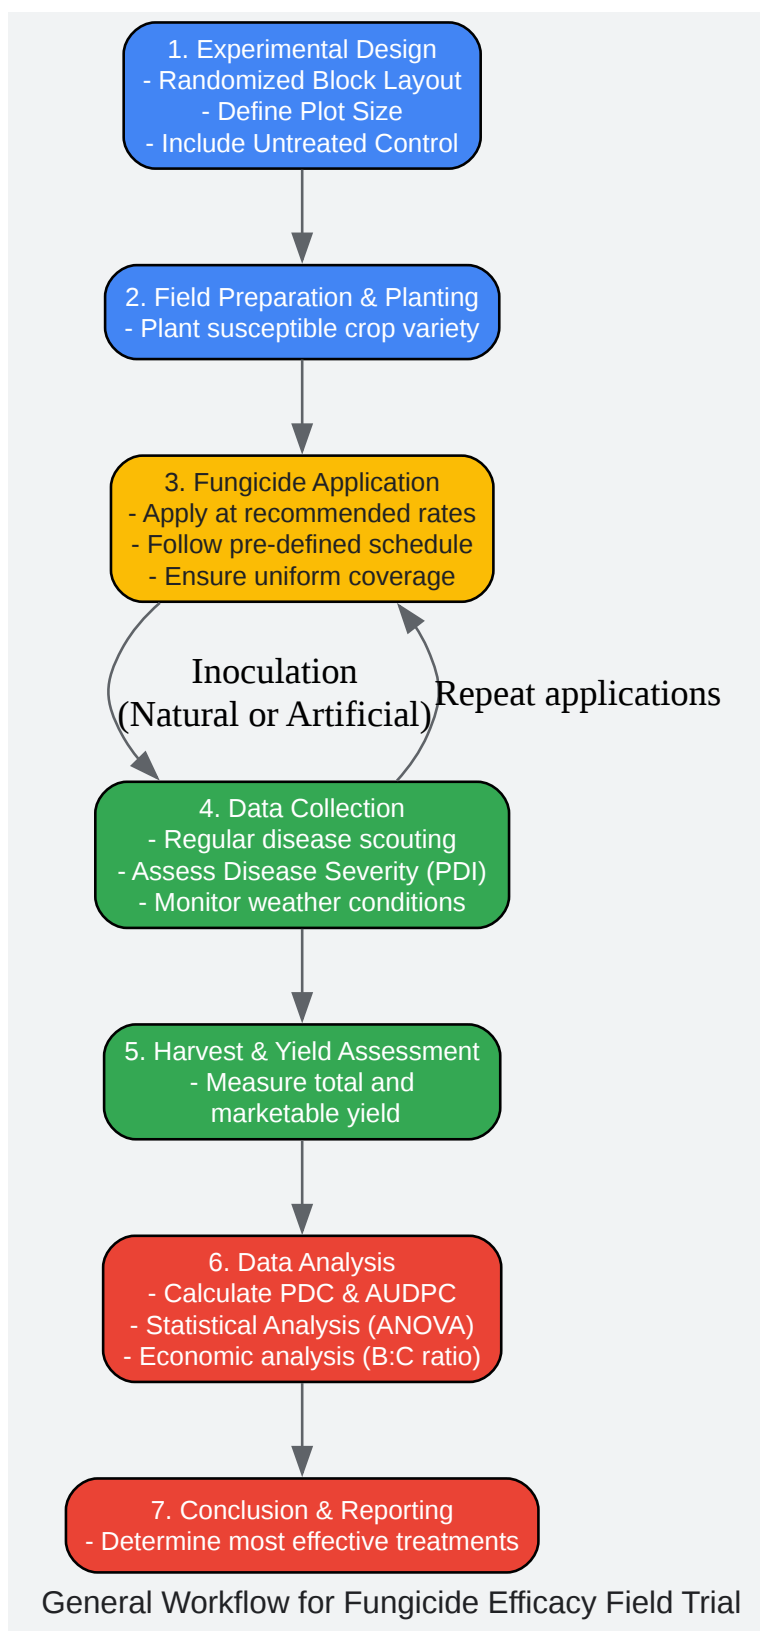 1. Experimental Design
- Randomized Block Layout
- Define Plot Size
- Include Untreated Control
2. Field Preparation & Planting
- Plant susceptible crop variety
3. Fungicide Application
- Apply at recommended rates
- Follow pre-defined schedule
- Ensure uniform coverage
Inoculation
(Natural or Artificial)
Repeat applications
4. Data Collection
- Regular disease scouting
- Assess Disease Severity (PDI)
- Monitor weather conditions
5. Harvest & Yield Assessment
- Measure total and
marketable yield
6. Data Analysis
- Calculate PDC & AUDPC
- Statistical Analysis (ANOVA)
- Economic analysis (B:C ratio)
7. Conclusion & Reporting
- Determine most effective treatments
General Workflow for Fungicide Efficacy Field Trial